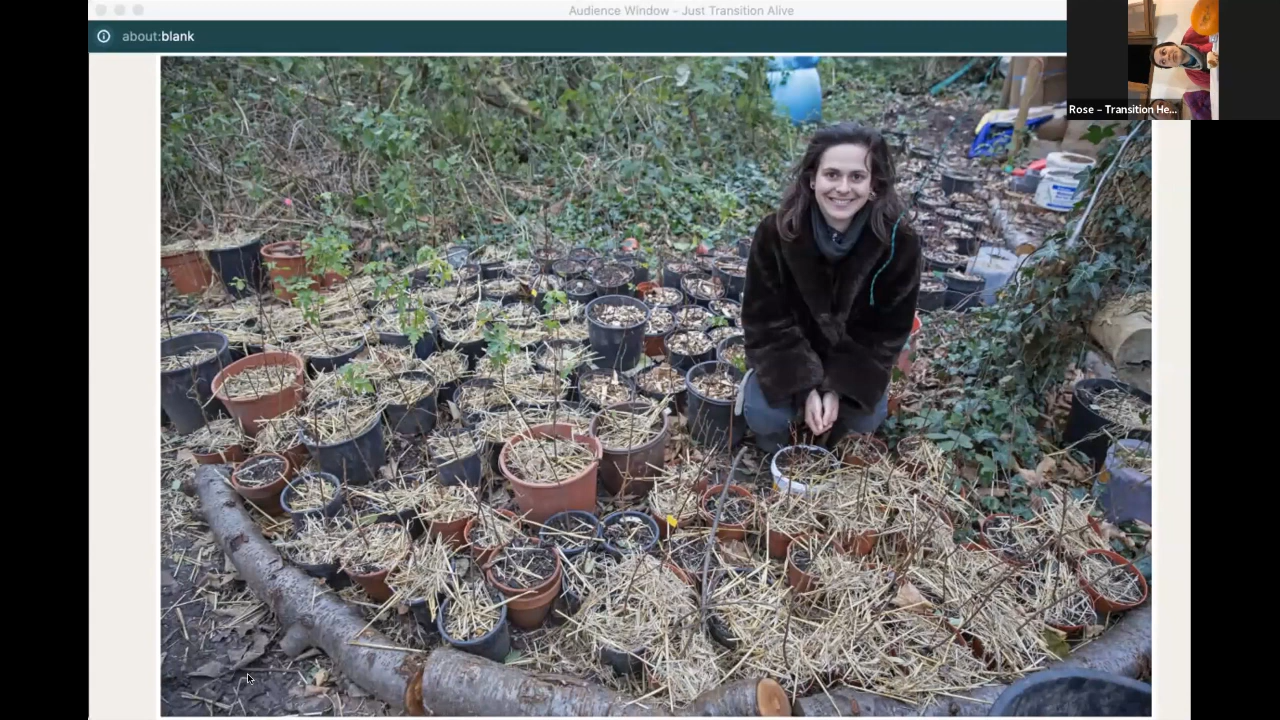 Audience Window – Just Transition Alive
about:blank
Rose – Transition He...